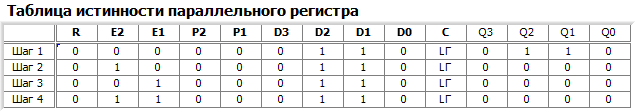 Таблица истинности параллельного регистра
R E2 E1 P2 P1 D3 D2 D1 D0 C Q3 Q2 Q1 Q0
Шаг 1 0 0 0 0 0 0 1 1 0 LГ 0 1 1 0
Шаг 2 0 1 0 0 0 0 1 1 0 LГ 0 0 0 0
Шаг 3 0 0 1 0 0 0 1 1 0 LГ 0 0 0 0
Шаг 4 0 1 1 0 0 0 1 1 0 LГ 0 0 0 0